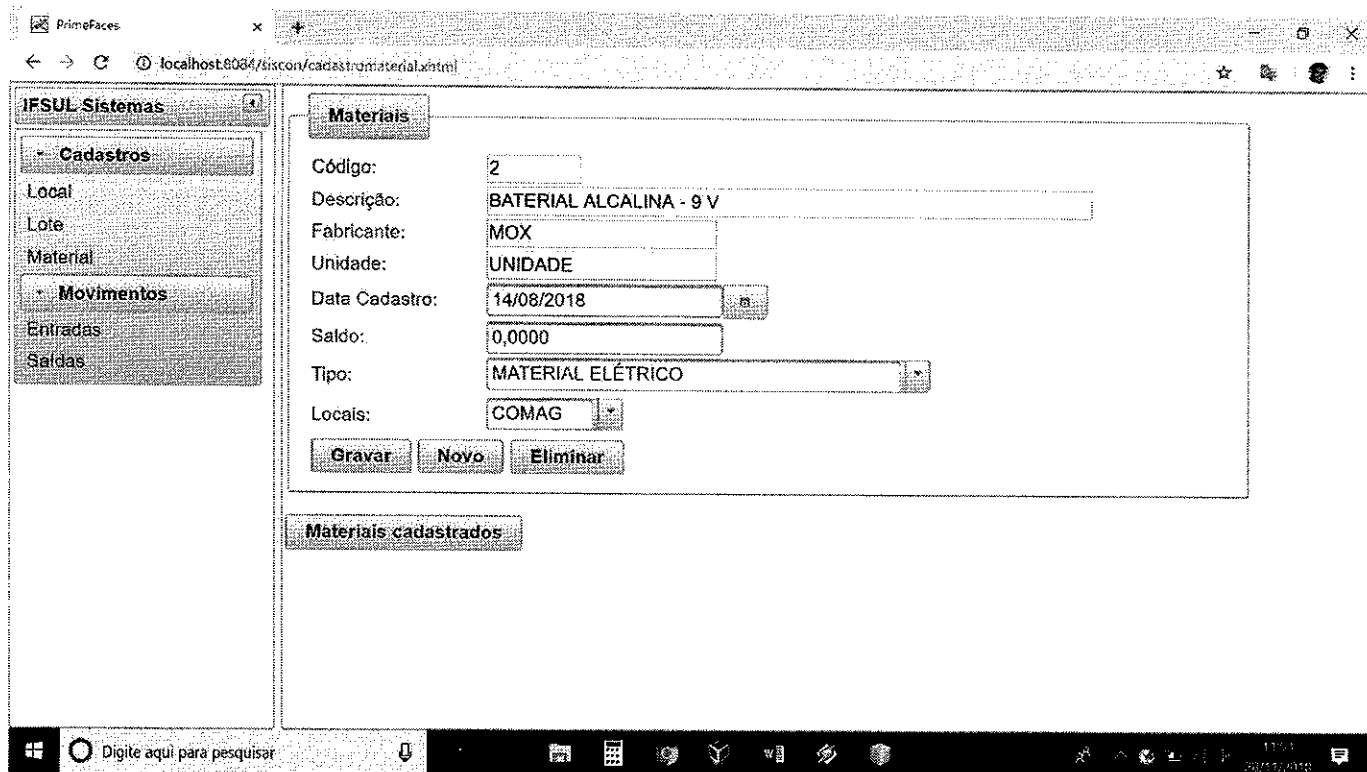 PrimeFaces
localhost:8084/siscon/cadastromaterial.xhtml
IFSUL Sistemas
Cadastros
Local
Lote
Material
Movimentos
Entradas
Saídas
Materiais
Código: 2
Descrição: BATERIAL ALCALINA - 9 V
Fabricante: MOX
Unidade: UNIDADE
Data Cadastro: 14/08/2018
Saldo: 0,0000
Tipo: MATERIAL ELÉTRICO
Locais: COMAG
Gravar Novo Eliminar
Materiais cadastrados
Digite aqui para pesquisar